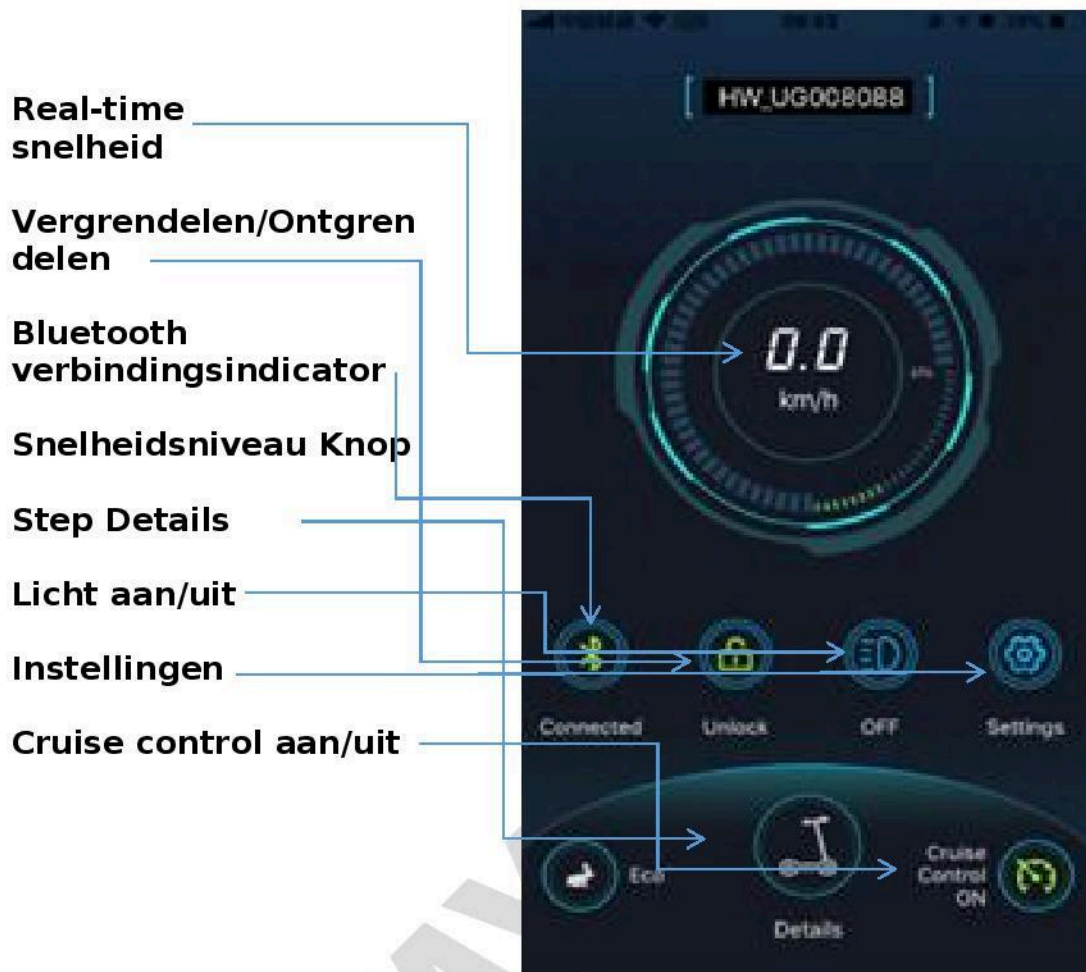 HW_UG008088
Real-time
snelheid
Vergrendelen/Ontgren
delen
Bluetooth
verbindingsindicator
Snelheidsniveau Knop
Step Details
Licht aan/uit
Instellingen
Cruise control aan/uit
0.0
km/h
Connected
Unlock
OFF
Settings
Eco
Cruise
Control
ON
Details